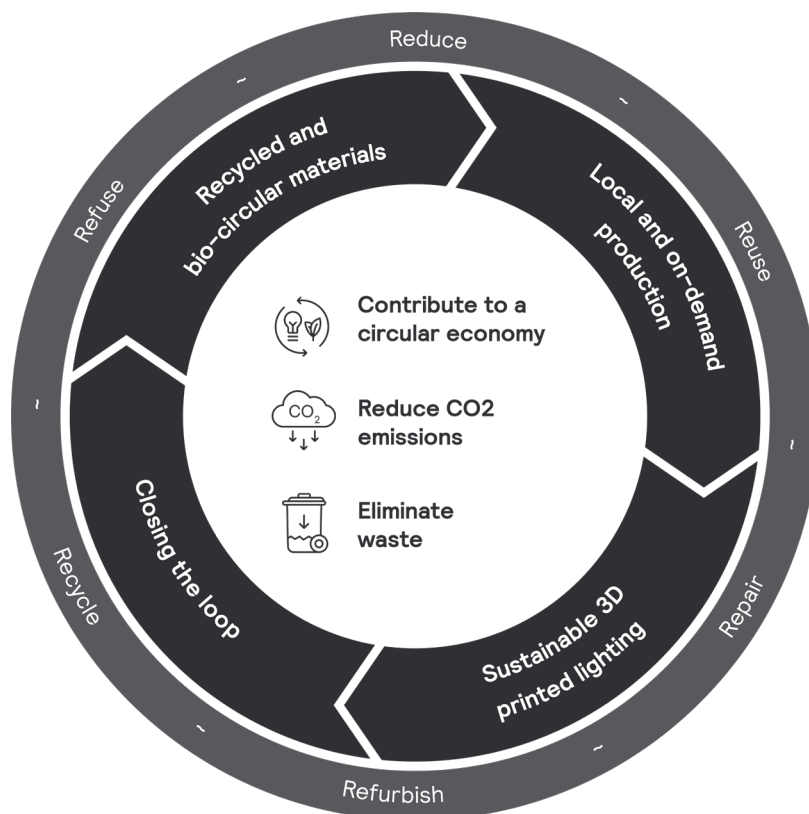 Reduce
~
Reuse
~
Repair
~
Refurbish
~
Recycle
~
Refuse
~
Recycled and
bio-circular materials
Local and on-demand
production
Sustainable 3D
printed lighting
Closing the loop
Contribute to a
circular economy
CO2
Reduce CO2
emissions
Eliminate
waste